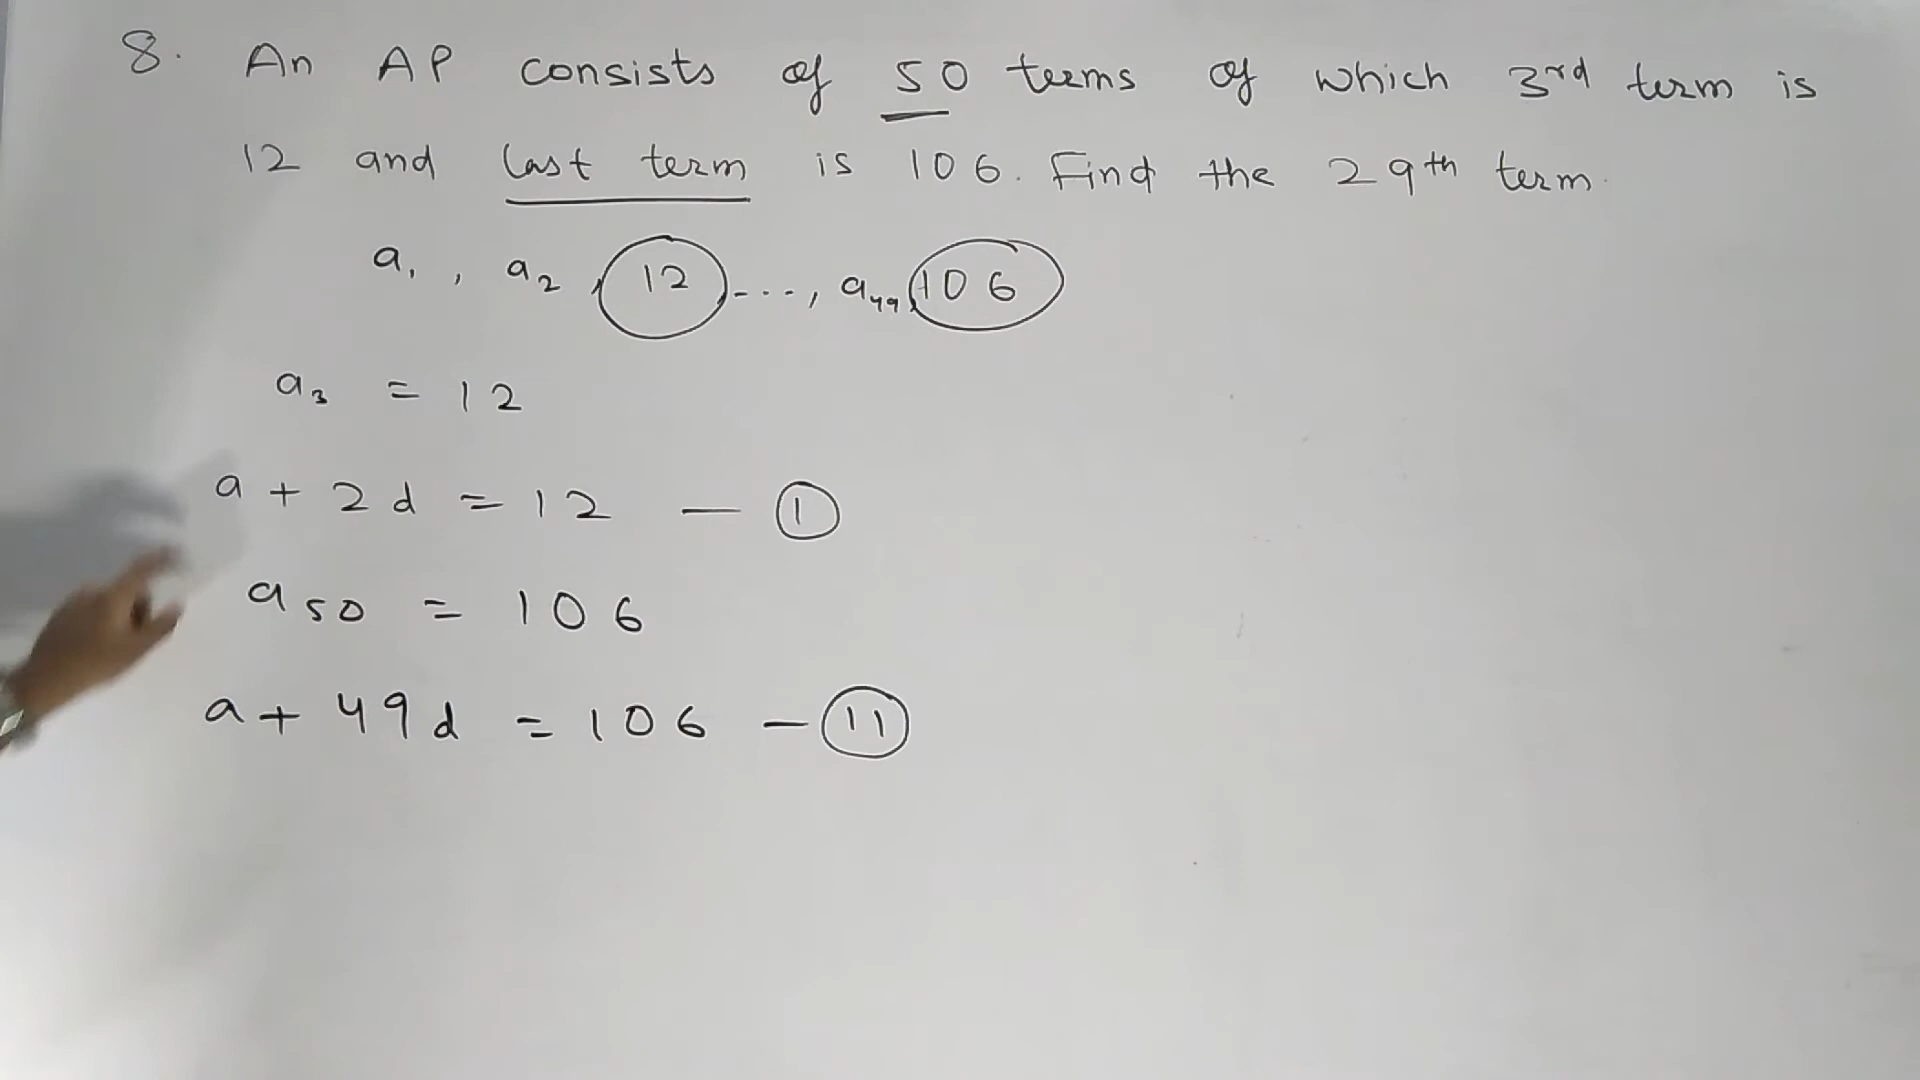 8. An AP consists of 50 terms of which 3rd term is
12 and last term is 106. Find the 29th term.
a1, a2, 12, ---, a49, 106
a3 = 12
a + 2d = 12 — 1
a50 = 106
a + 49d = 106 — 11